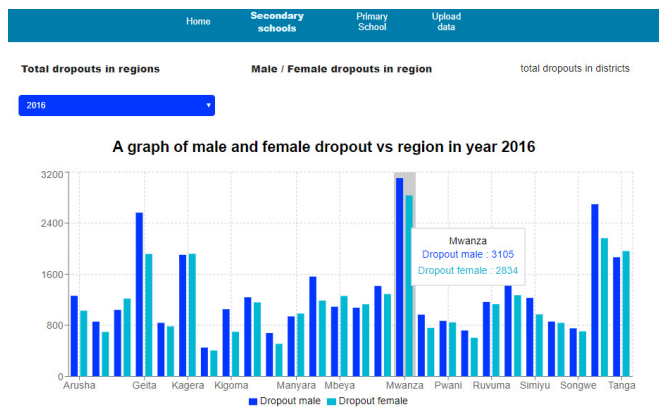 Home
Secondary
schools
Primary
School
Upload
data
Total dropouts in regions
Male / Female dropouts in region
total dropouts in districts
2016
A graph of male and female dropout vs region in year 2016
3200
2400
1600
800
0
Mwanza
Dropout male : 3105
Dropout female : 2834
Arusha Geita Kagera Kigoma Manyara Mbeya Mwanza Pwani Ruvuma Simiyu Songwe Tanga
Dropout male Dropout female